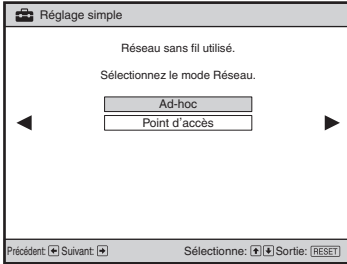 Réglage simple
Réseau sans fil utilisé.
Sélectionnez le mode Réseau.
Ad-hoc
Point d'accès
Précédent: Suivant: Sélectionne: Sortie: RESET